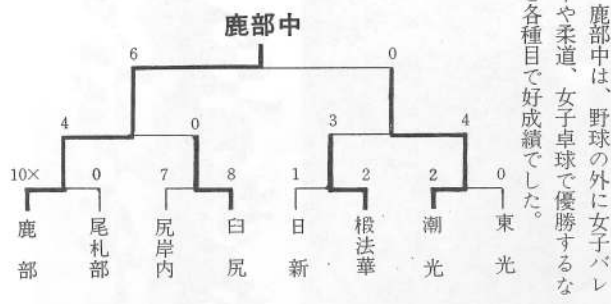 鹿部中は、野球の外に女子バレ
や柔道、女子卓球で優勝するな
各種目で好成績でした。
鹿部中
6 0
4 0 3 4
10× 0 7 8 1 2 2 0
鹿部
尾札部
尻岸内
臼尻
日新
椴法華
潮光
東光